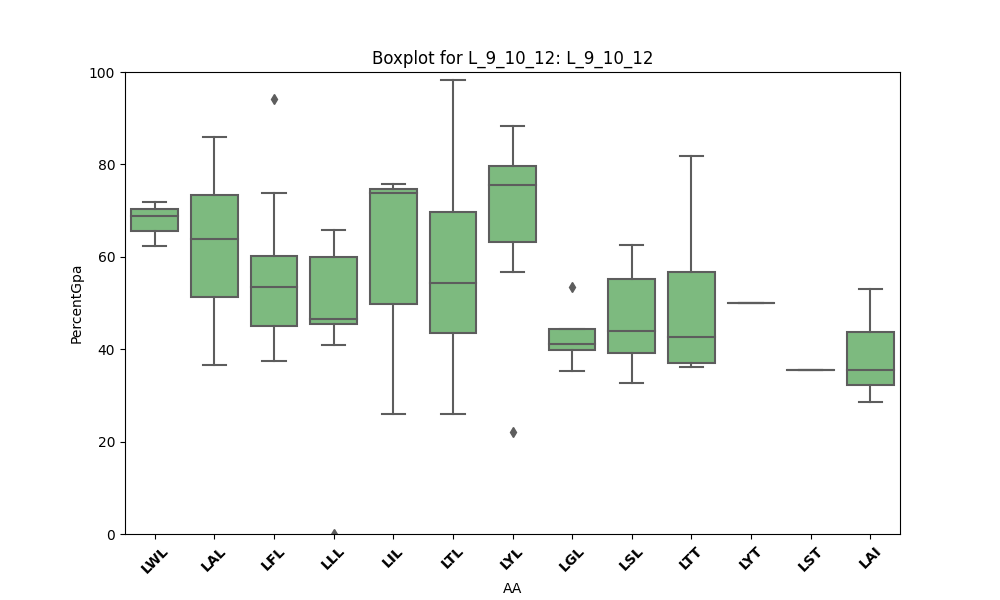 Boxplot for L_9_10_12: L_9_10_12
100
80
60
40
20
0
PercentGpa
LWL LAL LFL LLL LIL LTL LYL LGL LSL LTT LYT LST LAI
AA